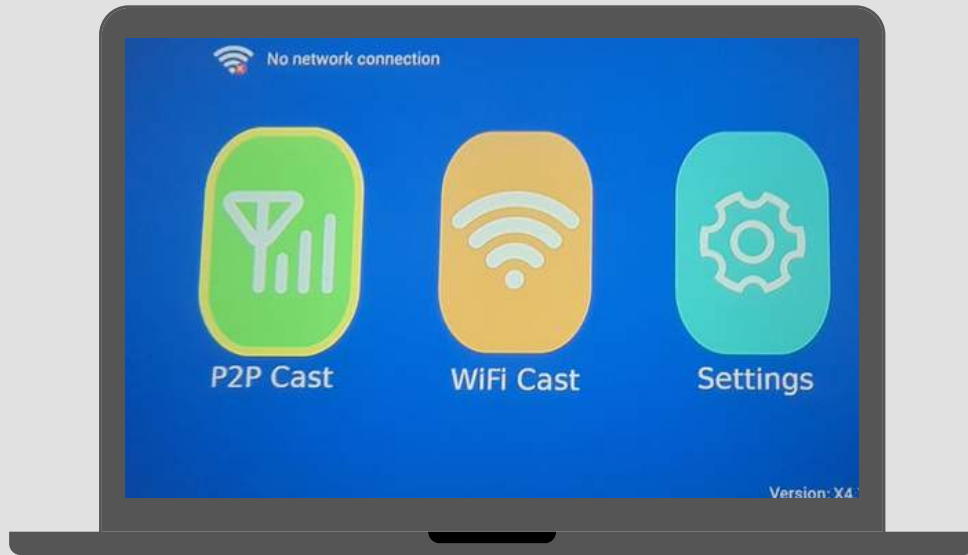 No network connection
P2P Cast
WiFi Cast
Settings
Version: X4.